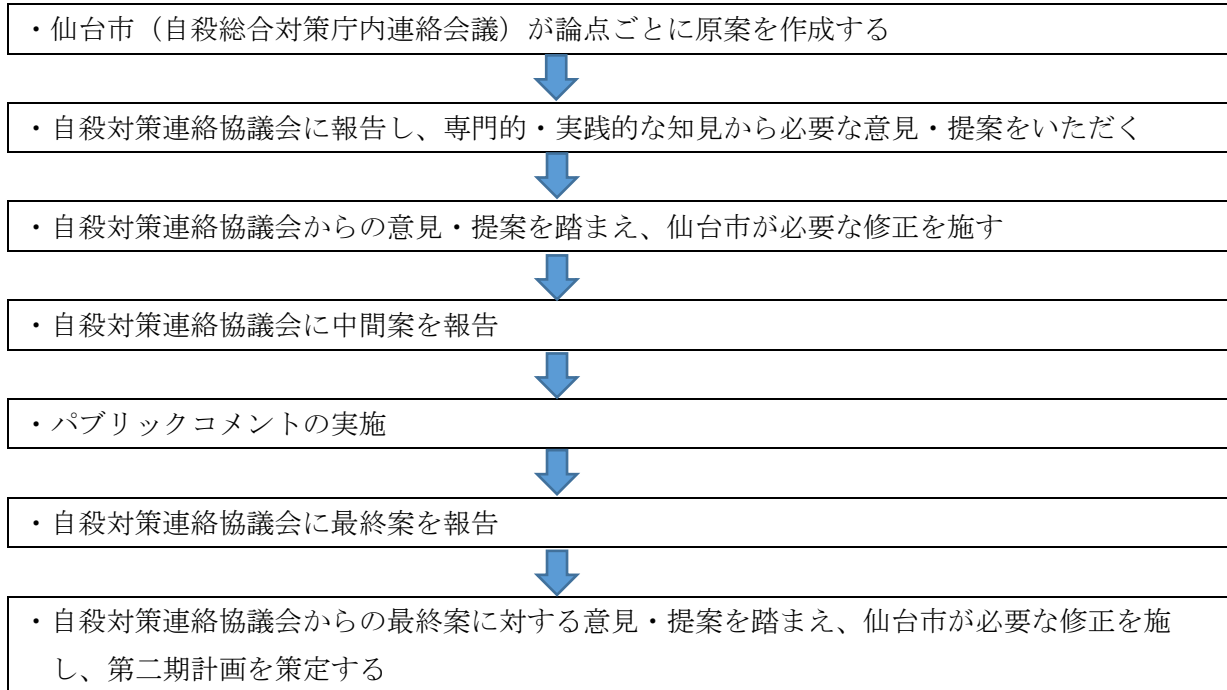 ・仙台市（自殺総合対策庁内連絡会議）が論点ごとに原案を作成する
・自殺対策連絡協議会に報告し、専門的・実践的な知見から必要な意見・提案をいただく
・自殺対策連絡協議会からの意見・提案を踏まえ、仙台市が必要な修正を施す
・自殺対策連絡協議会に中間案を報告
・パブリックコメントの実施
・自殺対策連絡協議会に最終案を報告
・自殺対策連絡協議会からの最終案に対する意見・提案を踏まえ、仙台市が必要な修正を施
し、第二期計画を策定する